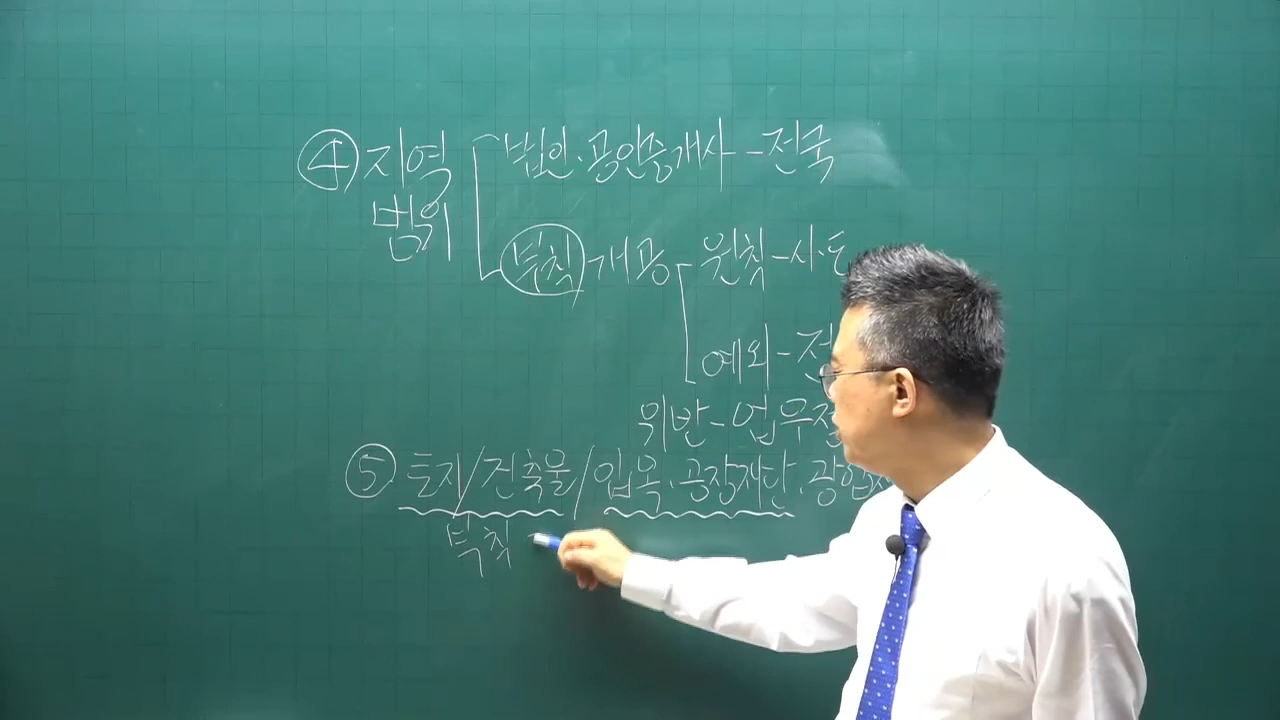 ④ 지역 법인·공인중개사 - 전국
범위
부칙 개공 원칙 - 시·도
예외 - 전
위반 - 업무정
⑤ 토지/건축물/입목·공장재단·광업재
부칙 -